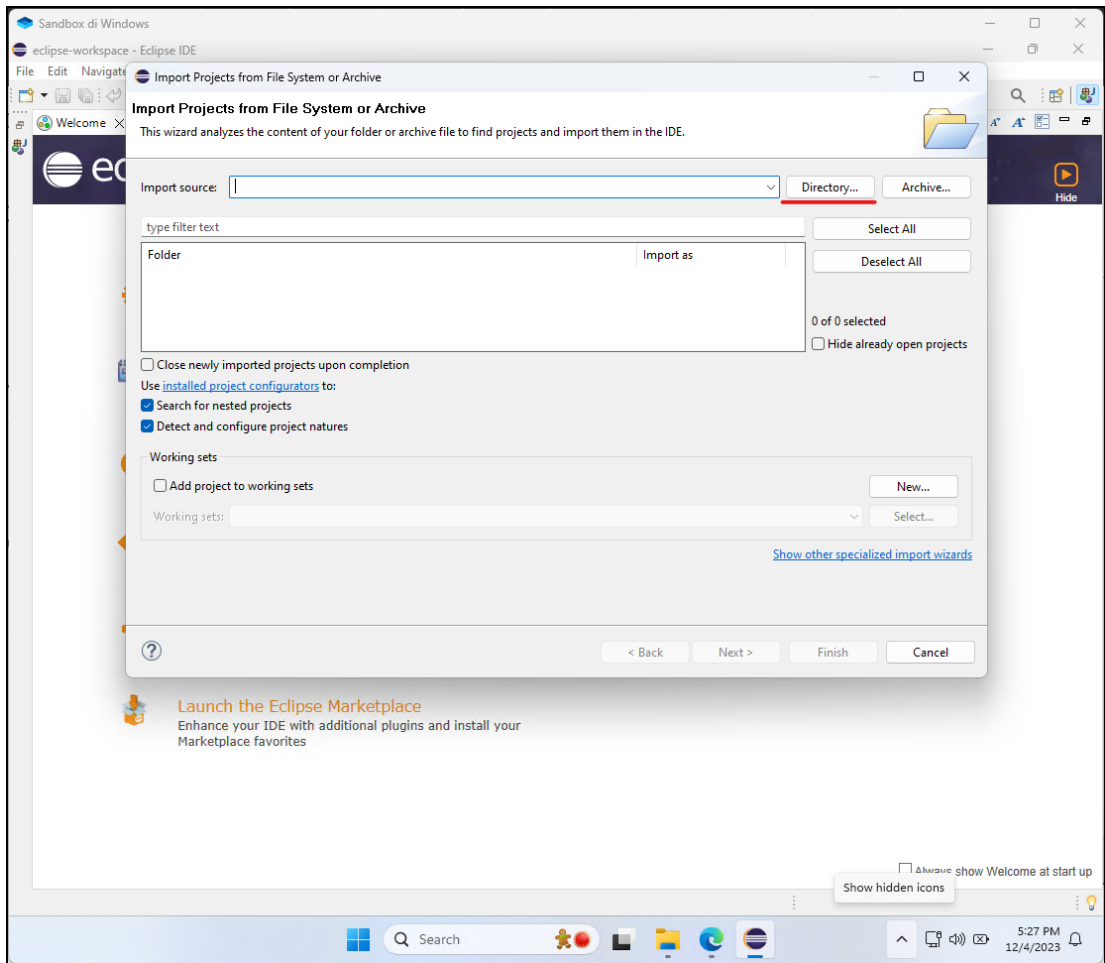 Sandbox di Windows
eclipse-workspace - Eclipse IDE
File Edit Navigate
Import Projects from File System or Archive
Welcome
Import Projects from File System or Archive
This wizard analyzes the content of your folder or archive file to find projects and import them in the IDE.
Hide
Import source:
Directory...
Archive...
type filter text
Select All
Folder
Import as
Deselect All
0 of 0 selected
Hide already open projects
Close newly imported projects upon completion
Use installed project configurators to:
Search for nested projects
Detect and configure project natures
Working sets
Add project to working sets
New...
Working sets:
Select...
Show other specialized import wizards
< Back
Next >
Finish
Cancel
Launch the Eclipse Marketplace
Enhance your IDE with additional plugins and install your
Marketplace favorites
Always show Welcome at start up
Show hidden icons
Search
5:27 PM
12/4/2023